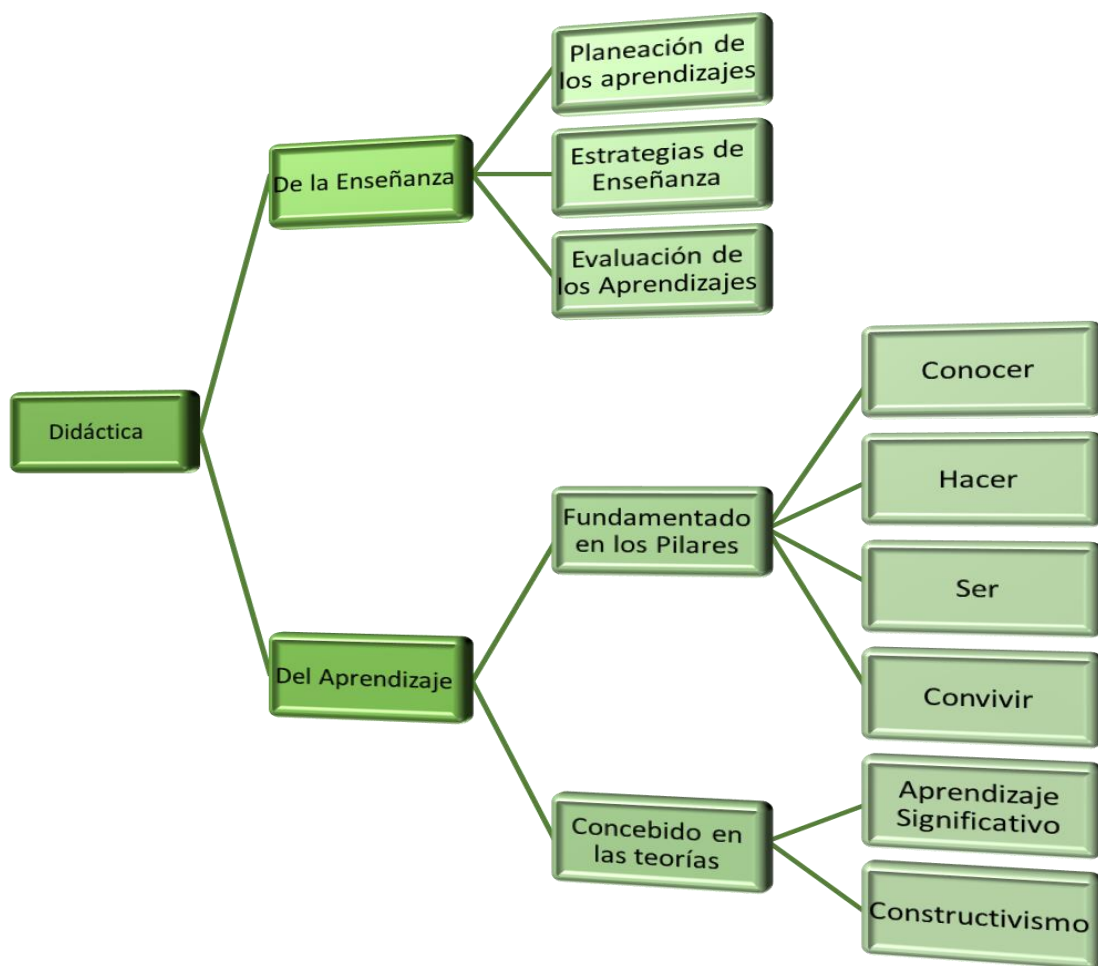 Didáctica
De la Enseñanza
Planeación de
los aprendizajes
Estrategias de
Enseñanza
Evaluación de
los Aprendizajes
Del Aprendizaje
Fundamentado
en los Pilares
Conocer
Hacer
Ser
Convivir
Concebido en
las teorías
Aprendizaje
Significativo
Constructivismo